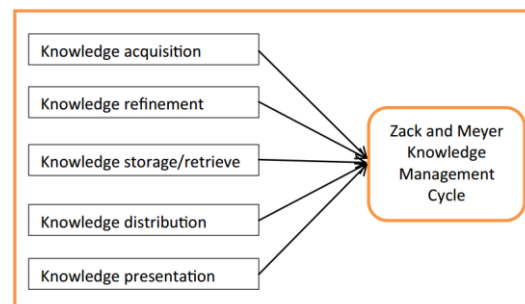 Knowledge acquisition
Knowledge refinement
Knowledge storage/retrieve
Knowledge distribution
Knowledge presentation
Zack and Meyer
Knowledge
Management
Cycle